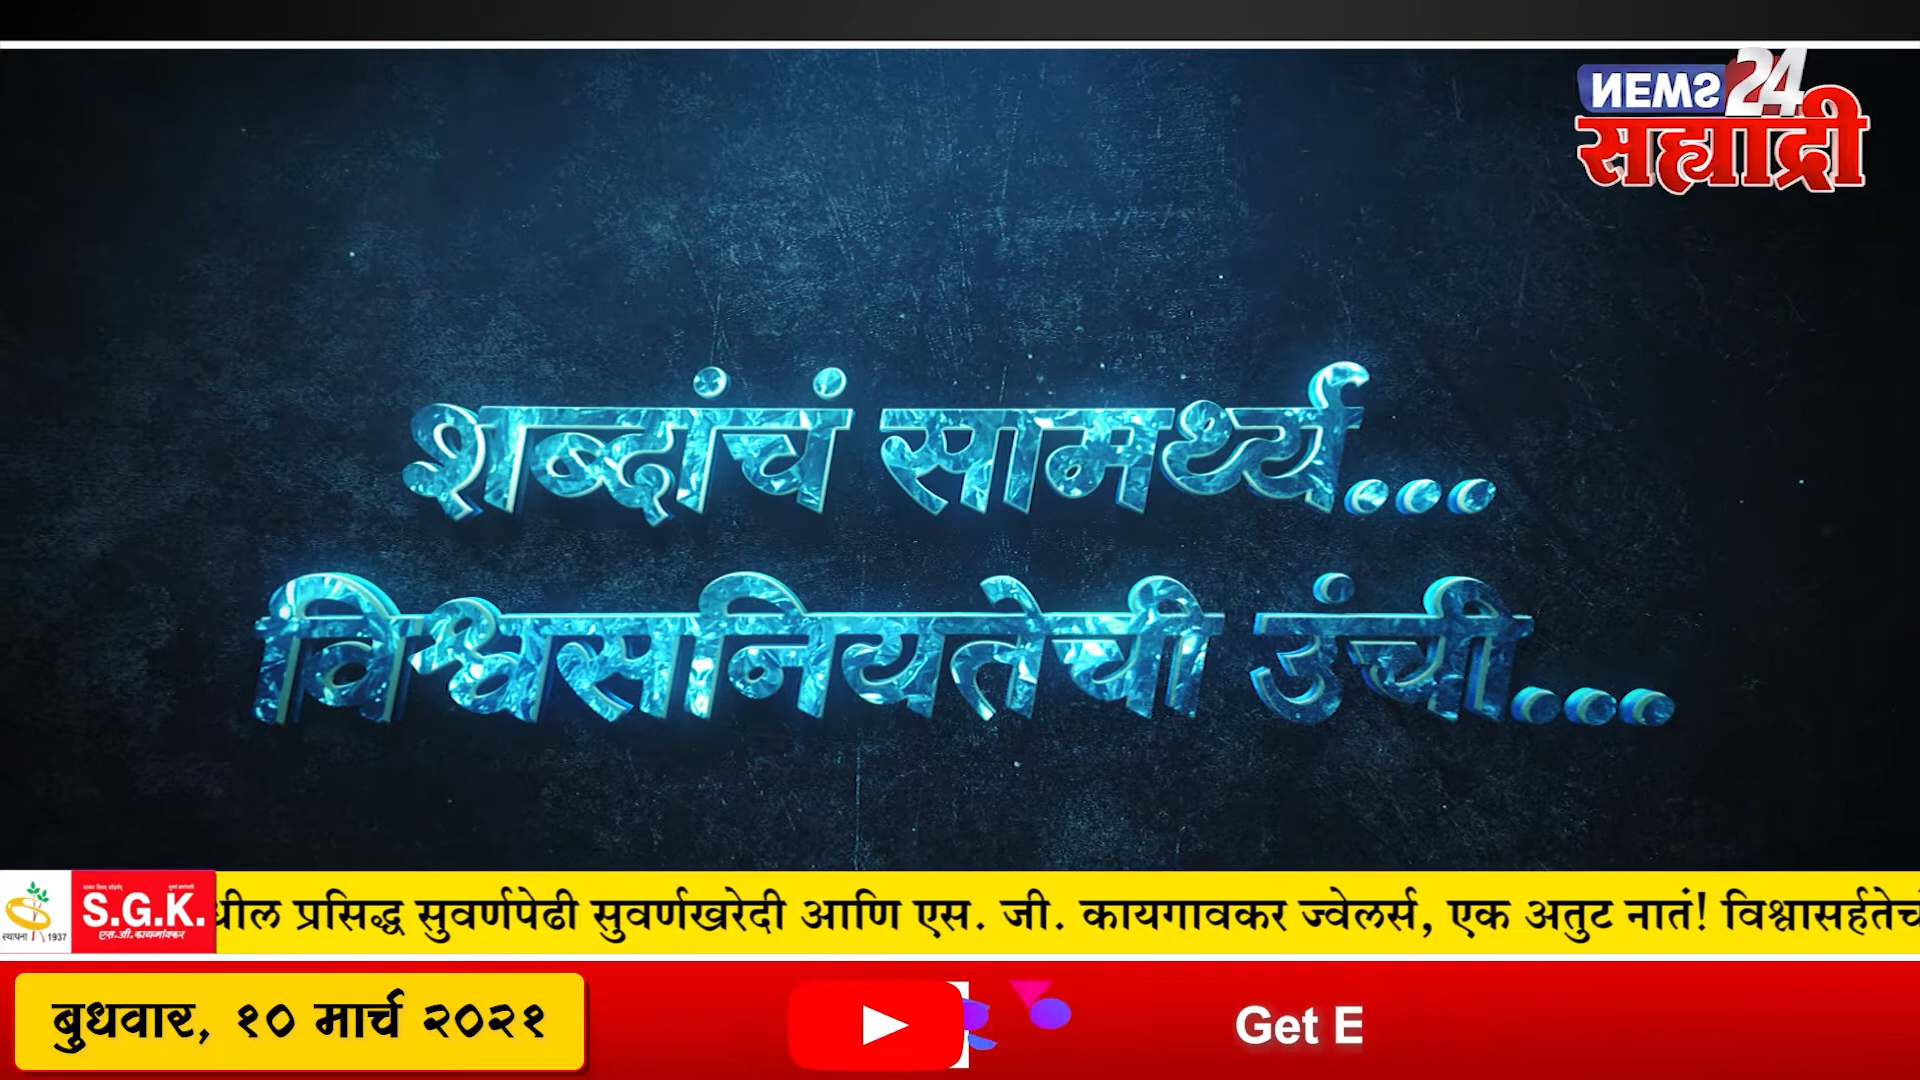 NEWS 24
सह्याद्री
शब्दांचं सामर्थ्य...
विश्वसनियतेची उंची...
S.G.K.
एस.जी.कायगांवकर
स्थापना 1937
धील प्रसिद्ध सुवर्णपेढी सुवर्णखरेदी आणि एस. जी. कायगावकर ज्वेलर्स, एक अतुट नातं! विश्वासर्हतेचे
बुधवार, १० मार्च २०२१
Get E